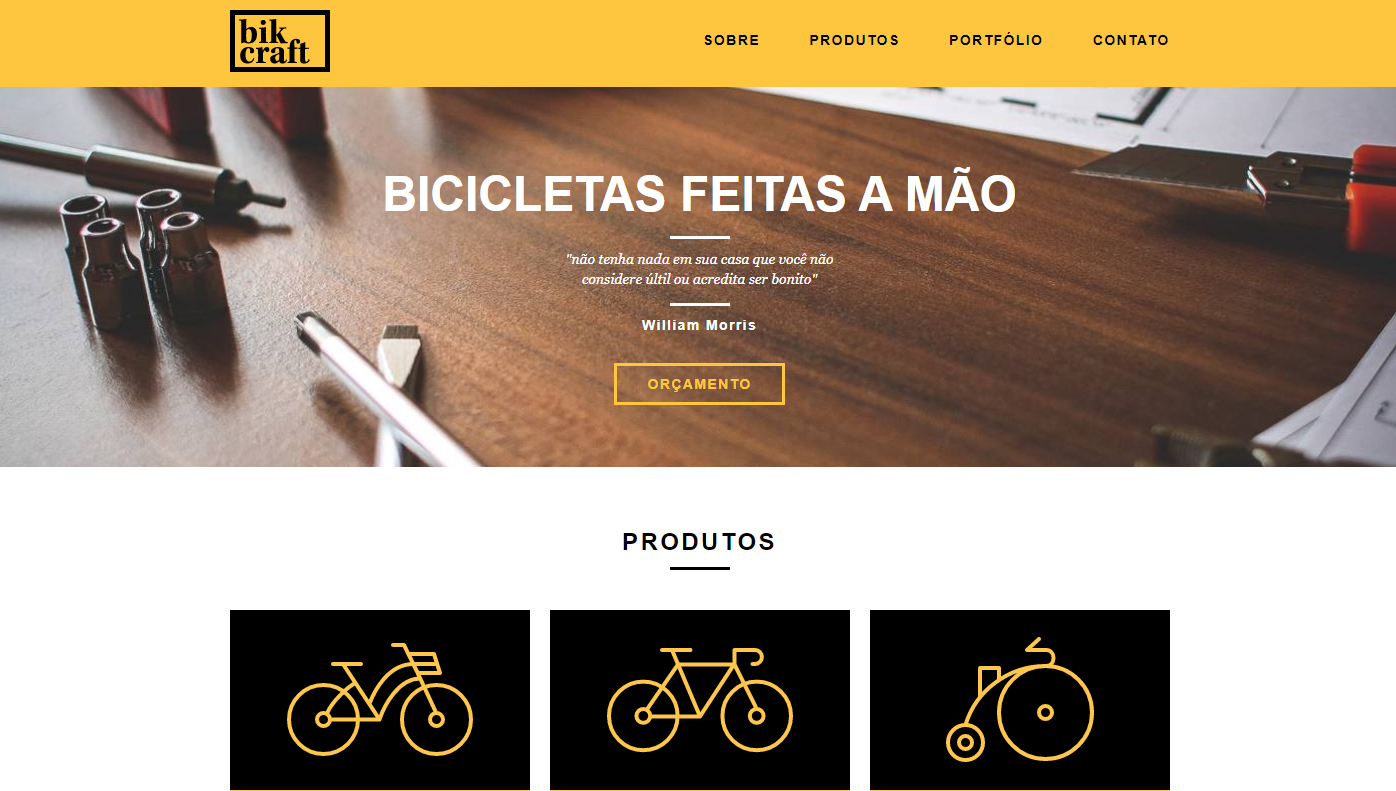 bik
craft
SOBRE PRODUTOS PORTFÓLIO CONTATO
BICICLETAS FEITAS A MÃO
"não tenha nada em sua casa que você não
considere últil ou acredita ser bonito"
William Morris
ORÇAMENTO
PRODUTOS